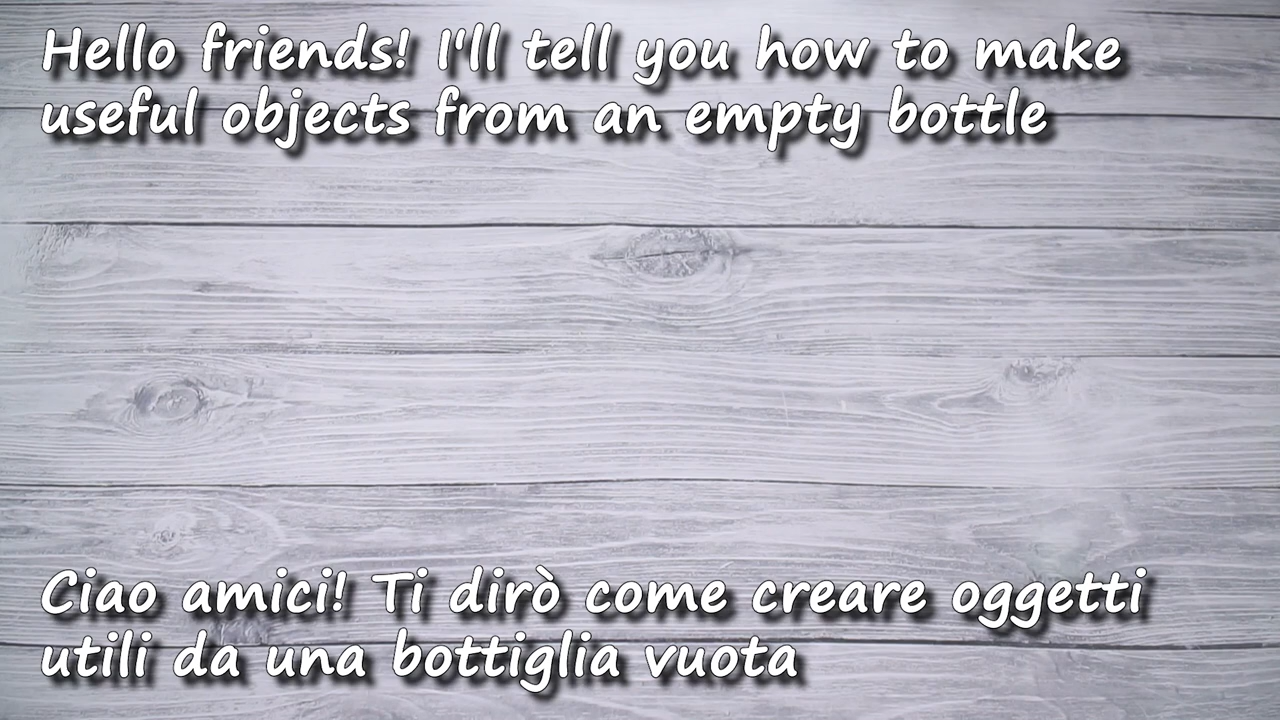 Hello friends! I'll tell you how to make
useful objects from an empty bottle
Ciao amici! Ti dirò come creare oggetti
utili da una bottiglia vuota